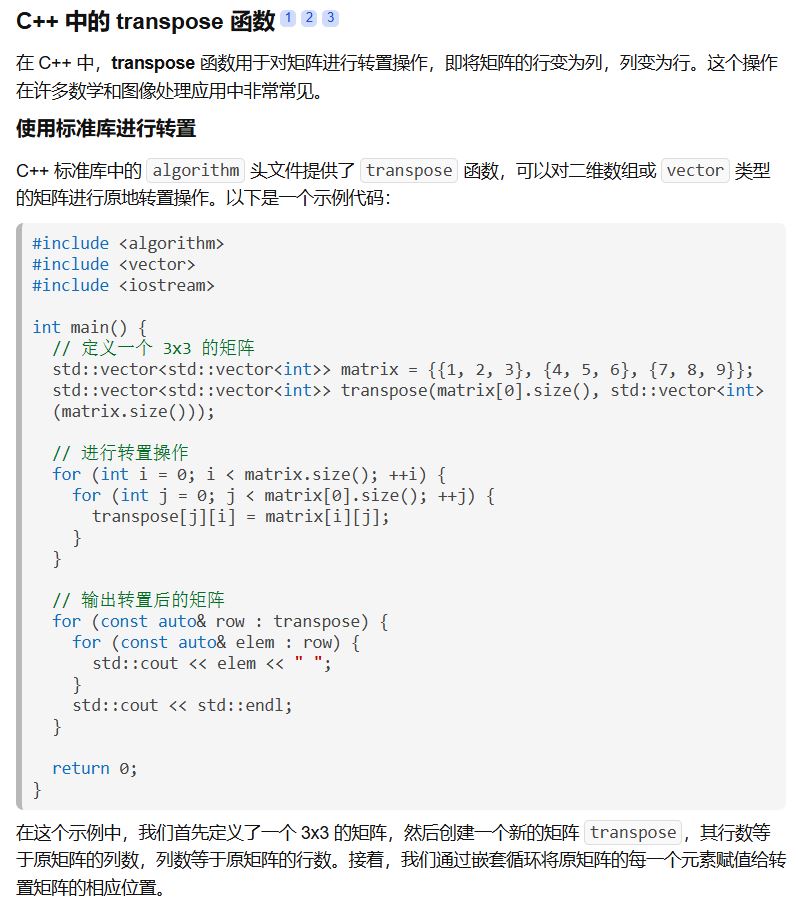 C++ 中的 transpose 函数 1 2 3
在 C++ 中，transpose 函数用于对矩阵进行转置操作，即将矩阵的行变为列，列变为行。这个操作
在许多数学和图像处理应用中非常常见。
使用标准库进行转置
C++ 标准库中的 algorithm 头文件提供了 transpose 函数，可以对二维数组或 vector 类型
的矩阵进行原地转置操作。以下是一个示例代码：
#include <algorithm>
#include <vector>
#include <iostream>
int main() {
// 定义一个 3x3 的矩阵
std::vector<std::vector<int>> matrix = {{1, 2, 3}, {4, 5, 6}, {7, 8, 9}};
std::vector<std::vector<int>> transpose(matrix[0].size(), std::vector<int>
(matrix.size()));
// 进行转置操作
for (int i = 0; i < matrix.size(); ++i) {
for (int j = 0; j < matrix[0].size(); ++j) {
transpose[j][i] = matrix[i][j];
}
}
// 输出转置后的矩阵
for (const auto& row : transpose) {
for (const auto& elem : row) {
std::cout << elem << " ";
}
std::cout << std::endl;
}
return 0;
}
在这个示例中，我们首先定义了一个 3x3 的矩阵，然后创建一个新的矩阵 transpose，其行数等
于原矩阵的列数，列数等于原矩阵的行数。接着，我们通过嵌套循环将原矩阵的每一个元素赋值给转
置矩阵的相应位置。